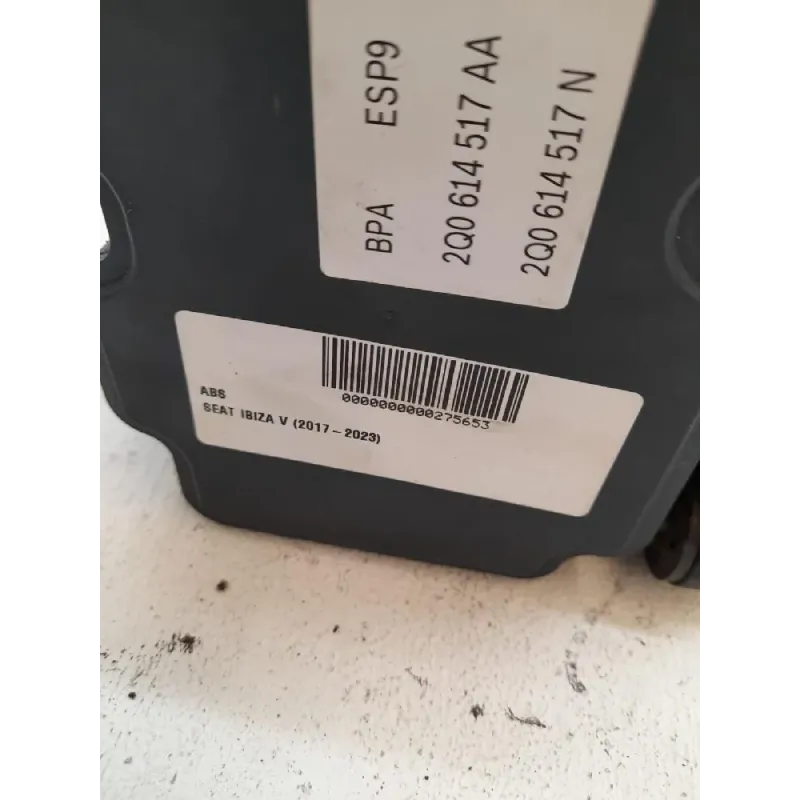 BPA ESP9
2Q0 614 517 AA
2Q0 614 517 N
0000000000275653
ABS
SEAT IBIZA V (2017-2023)